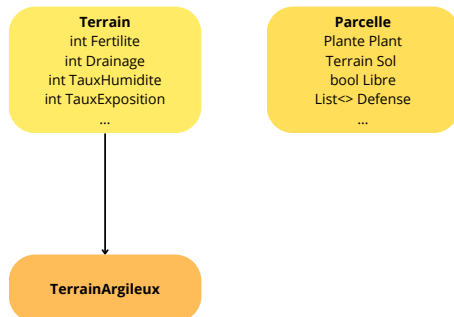 Terrain
int Fertilite
int Drainage
int TauxHumidite
int TauxExposition
...
Parcelle
Plante Plant
Terrain Sol
bool Libre
List<> Defense
...
TerrainArgileux